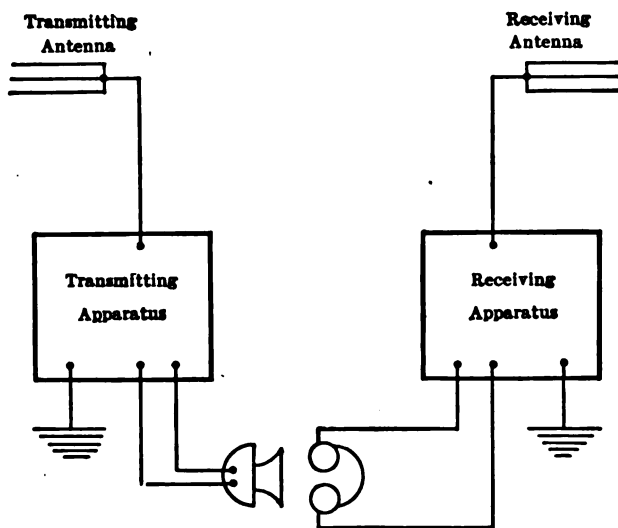 Transmitting
Antenna
Receiving
Antenna
Transmitting
Apparatus
Receiving
Apparatus